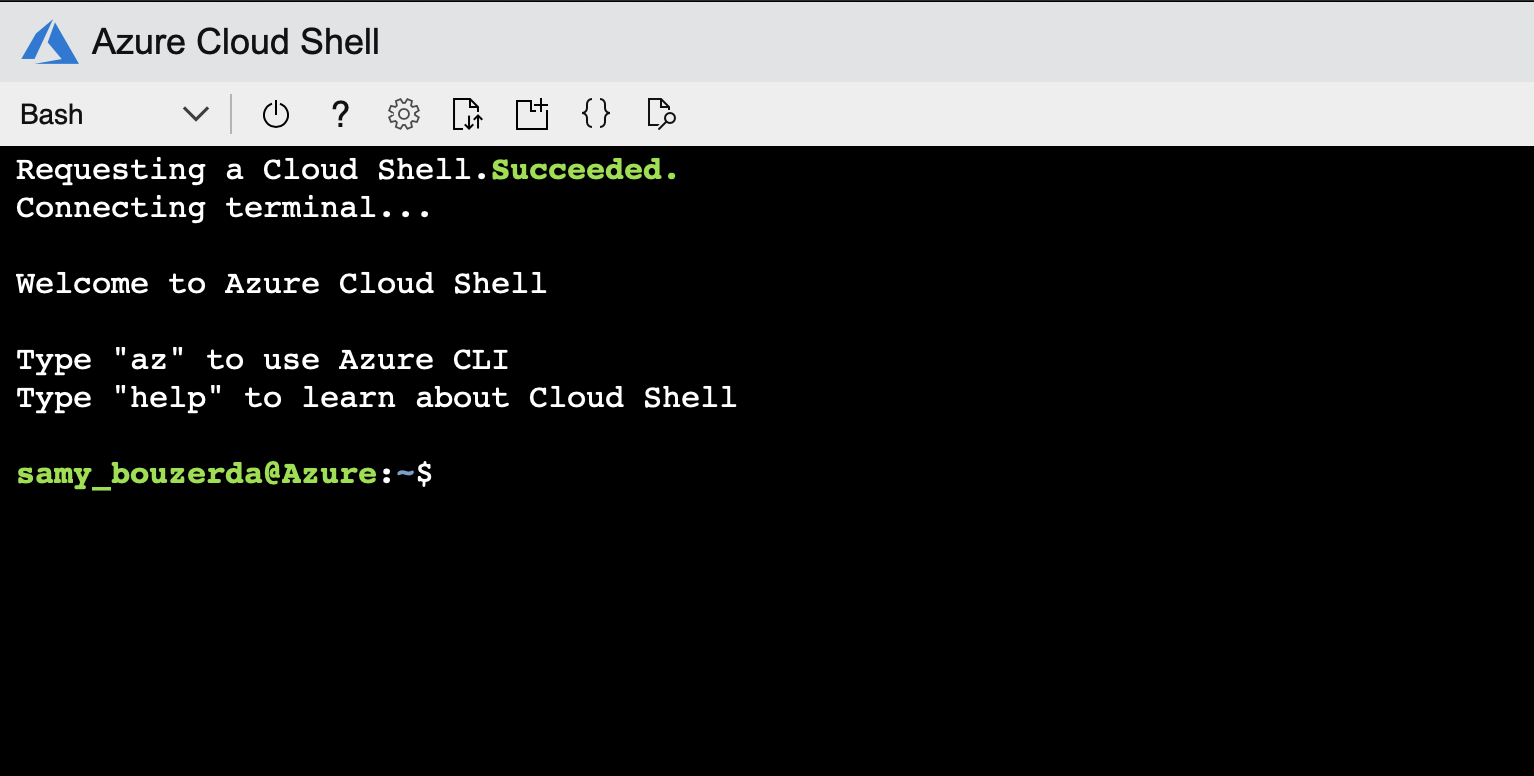 Azure Cloud Shell
Bash
?
{}
Requesting a Cloud Shell.Succeeded.
Connecting terminal...
Welcome to Azure Cloud Shell
Type "az" to use Azure CLI
Type "help" to learn about Cloud Shell
samy_bouzerda@Azure:~$